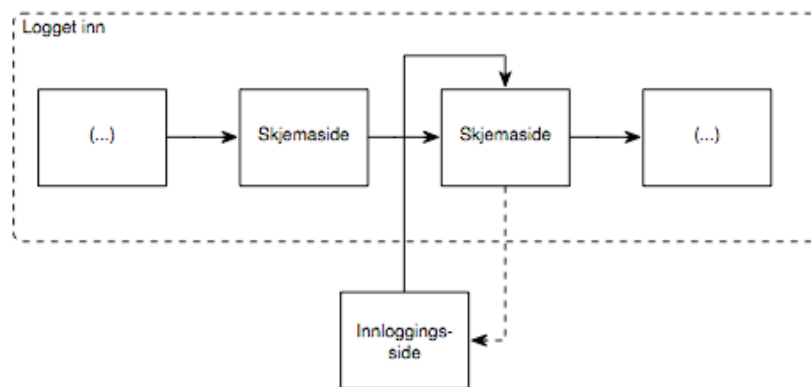 Logget inn
(...)
Skjemaside
Skjemaside
(...)
Innloggings-
side